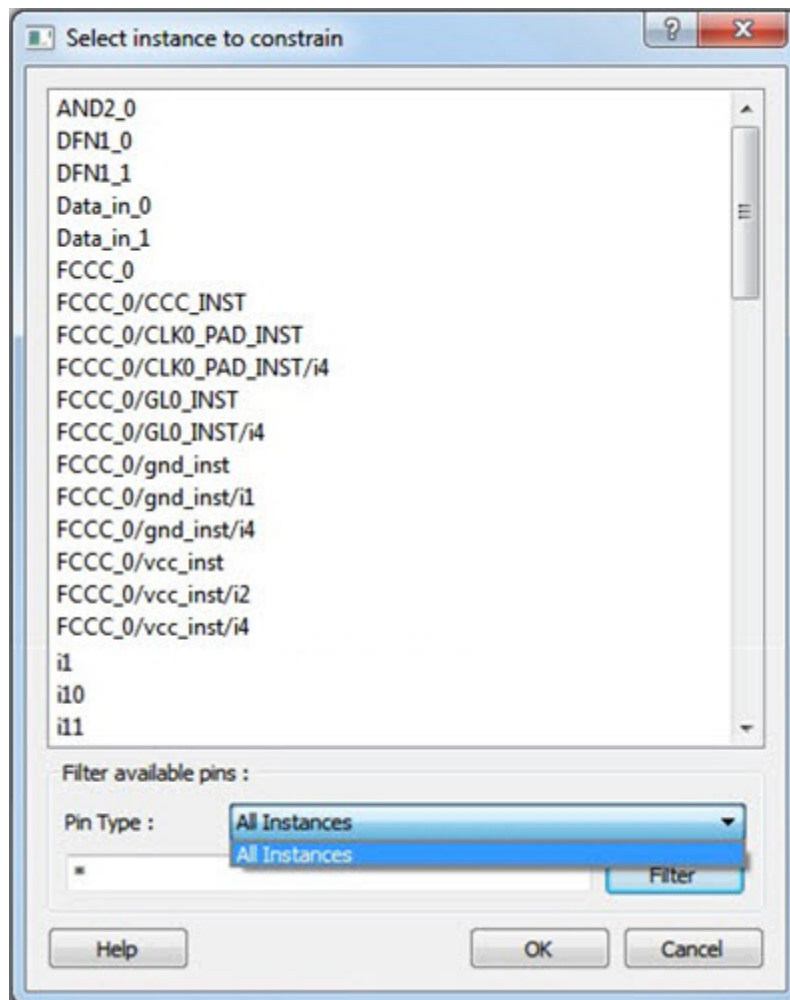 Select instance to constrain
AND2_0
DFN1_0
DFN1_1
Data_in_0
Data_in_1
FCCC_0
FCCC_0/CCC_INST
FCCC_0/CLK0_PAD_INST
FCCC_0/CLK0_PAD_INST/i4
FCCC_0/GL0_INST
FCCC_0/GL0_INST/i4
FCCC_0/gnd_inst
FCCC_0/gnd_inst/i1
FCCC_0/gnd_inst/i4
FCCC_0/vcc_inst
FCCC_0/vcc_inst/i2
FCCC_0/vcc_inst/i4
i1
i10
i11
Filter available pins :
Pin Type : All Instances
All Instances
* Filter
Help OK Cancel